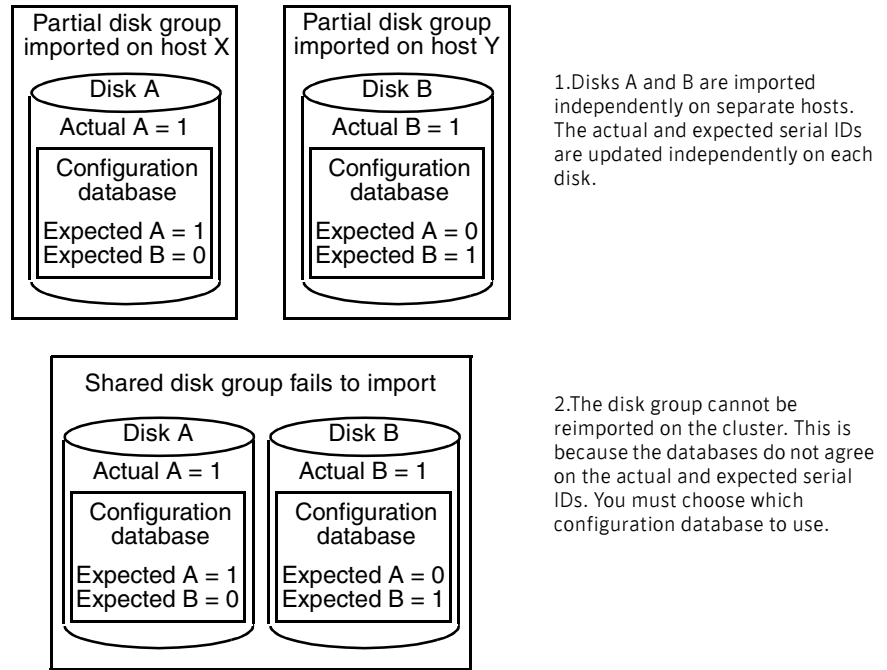 Partial disk group
imported on host X
Disk A
Actual A = 1
Configuration
database
Expected A = 1
Expected B = 0
Partial disk group
imported on host Y
Disk B
Actual B = 1
Configuration
database
Expected A = 0
Expected B = 1
1.Disks A and B are imported
independently on separate hosts.
The actual and expected serial IDs
are updated independently on each
disk.
Shared disk group fails to import
Disk A
Actual A = 1
Configuration
database
Expected A = 1
Expected B = 0
Disk B
Actual B = 1
Configuration
database
Expected A = 0
Expected B = 1
2.The disk group cannot be
reimported on the cluster. This is
because the databases do not agree
on the actual and expected serial
IDs. You must choose which
configuration database to use.